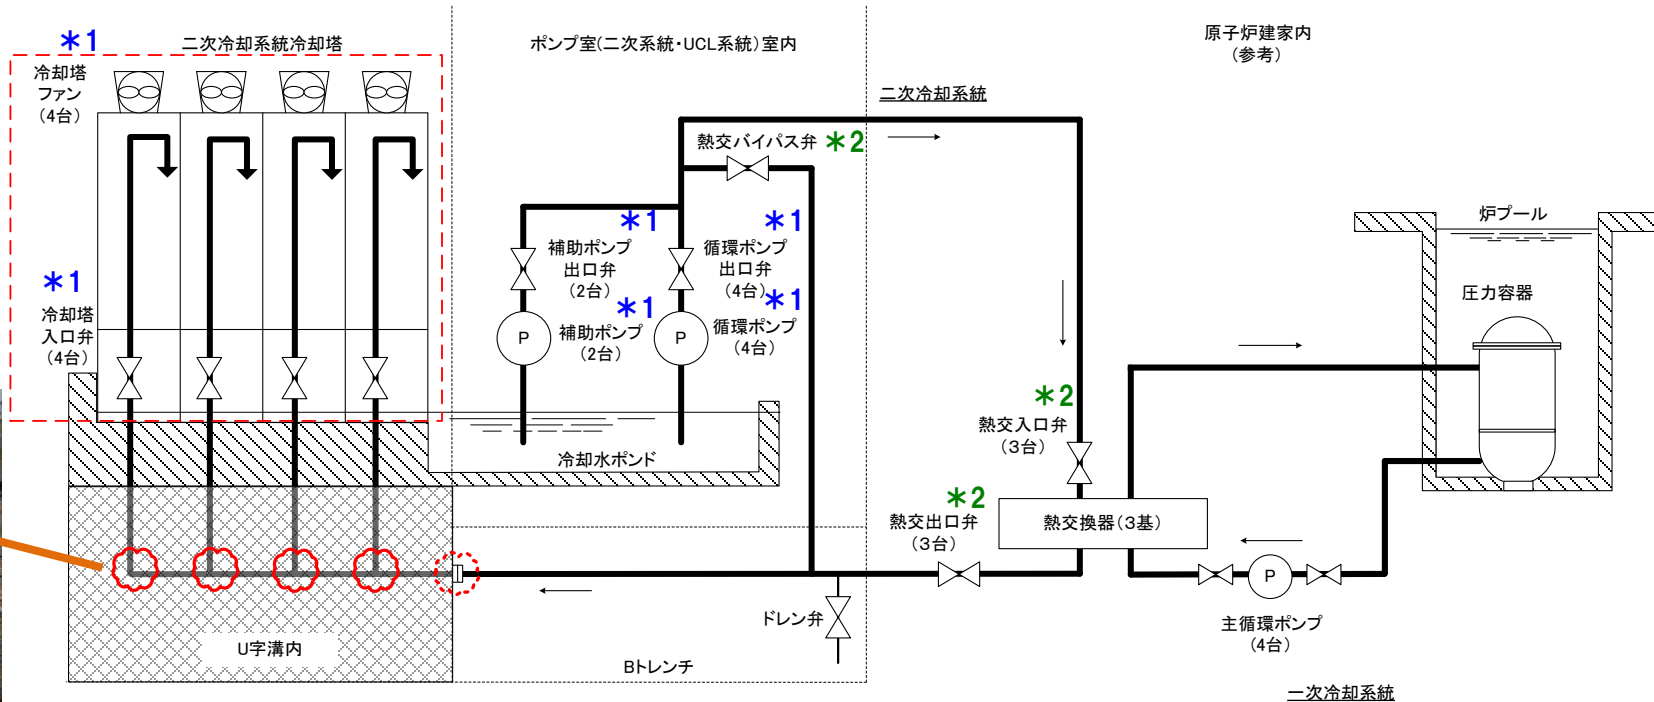 ＊1
二次冷却系統冷却塔
冷却塔
ファン
(4台)
＊1
冷却塔
入口弁
(4台)
ポンプ室(二次系統・UCL系統)室内
原子炉建家内
(参考)
二次冷却系統
熱交バイパス弁 ＊2
＊1
補助ポンプ
出口弁
(2台)
＊1
循環ポンプ
出口弁
(4台)
＊1
P
補助ポンプ
(2台)
＊1
P
循環ポンプ
(4台)
冷却水ポンド
炉プール
圧力容器
＊2
熱交入口弁
(3台)
＊2
熱交出口弁
(3台)
熱交換器(3基)
P
主循環ポンプ
(4台)
ドレン弁
U字溝内
Bトレンチ
一次冷却系統